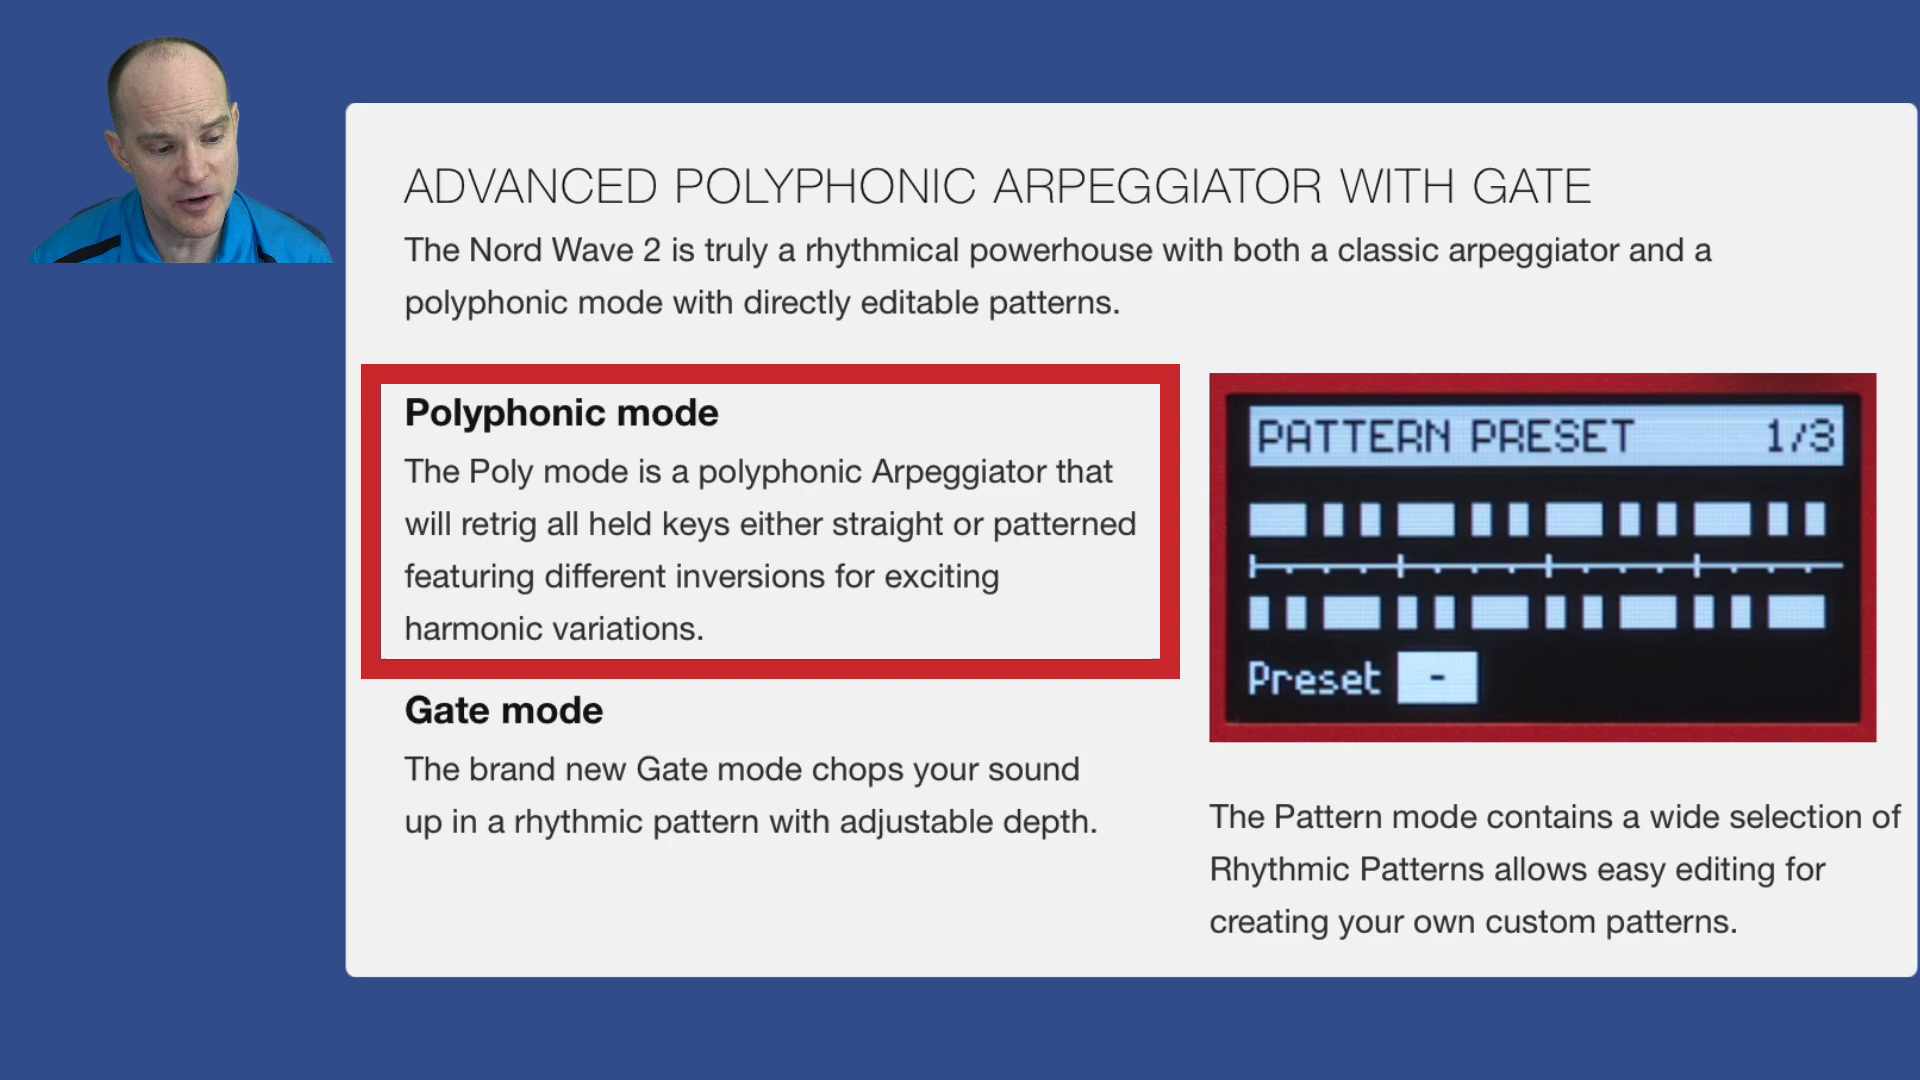 ADVANCED POLYPHONIC ARPEGGIATOR WITH GATE
The Nord Wave 2 is truly a rhythmical powerhouse with both a classic arpeggiator and a
polyphonic mode with directly editable patterns.
Polyphonic mode
The Poly mode is a polyphonic Arpeggiator that
will retrig all held keys either straight or patterned
featuring different inversions for exciting
harmonic variations.
Gate mode
The brand new Gate mode chops your sound
up in a rhythmic pattern with adjustable depth.
PATTERN PRESET 1/3
Preset -
The Pattern mode contains a wide selection of
Rhythmic Patterns allows easy editing for
creating your own custom patterns.